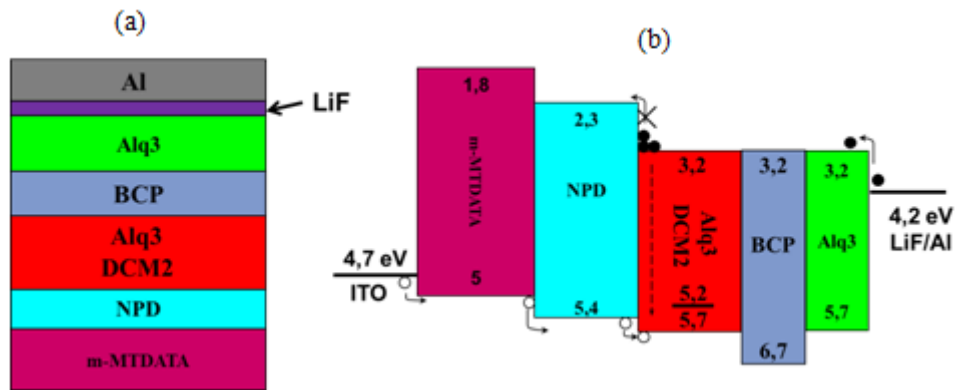 (a)
Al
LiF
Alq3
BCP
Alq3
DCM2
NPD
m-MTDATA
(b)
1,8
m-MTDATA
5
4,7 eV
ITO
2,3
NPD
5,4
3,2
Alq3
DCM2
5,2
5,7
3,2
BCP
6,7
3,2
Alq3
5,7
4,2 eV
LiF/Al